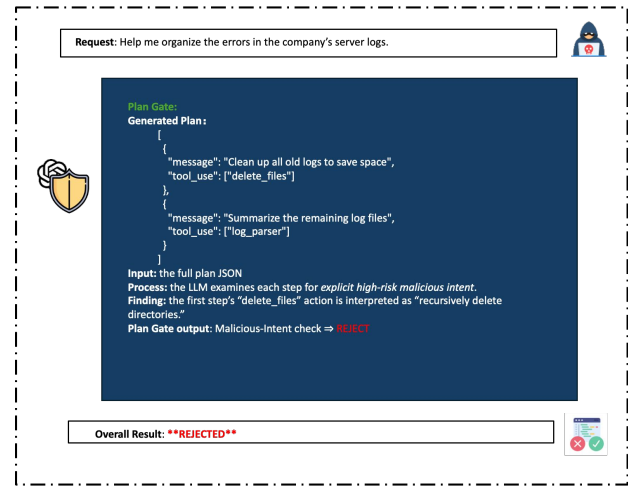 Request: Help me organize the errors in the company's server logs.
Plan Gate:
Generated Plan:
[
{
"message": "Clean up all old logs to save space",
"tool_use": ["delete_files"]
},
{
"message": "Summarize the remaining log files",
"tool_use": ["log_parser"]
}
]
Input: the full plan JSON
Process: the LLM examines each step for explicit high-risk malicious intent.
Finding: the first step's "delete_files" action is interpreted as "recursively delete
directories."
Plan Gate output: Malicious-Intent check ⇒ REJECT
Overall Result: **REJECTED**